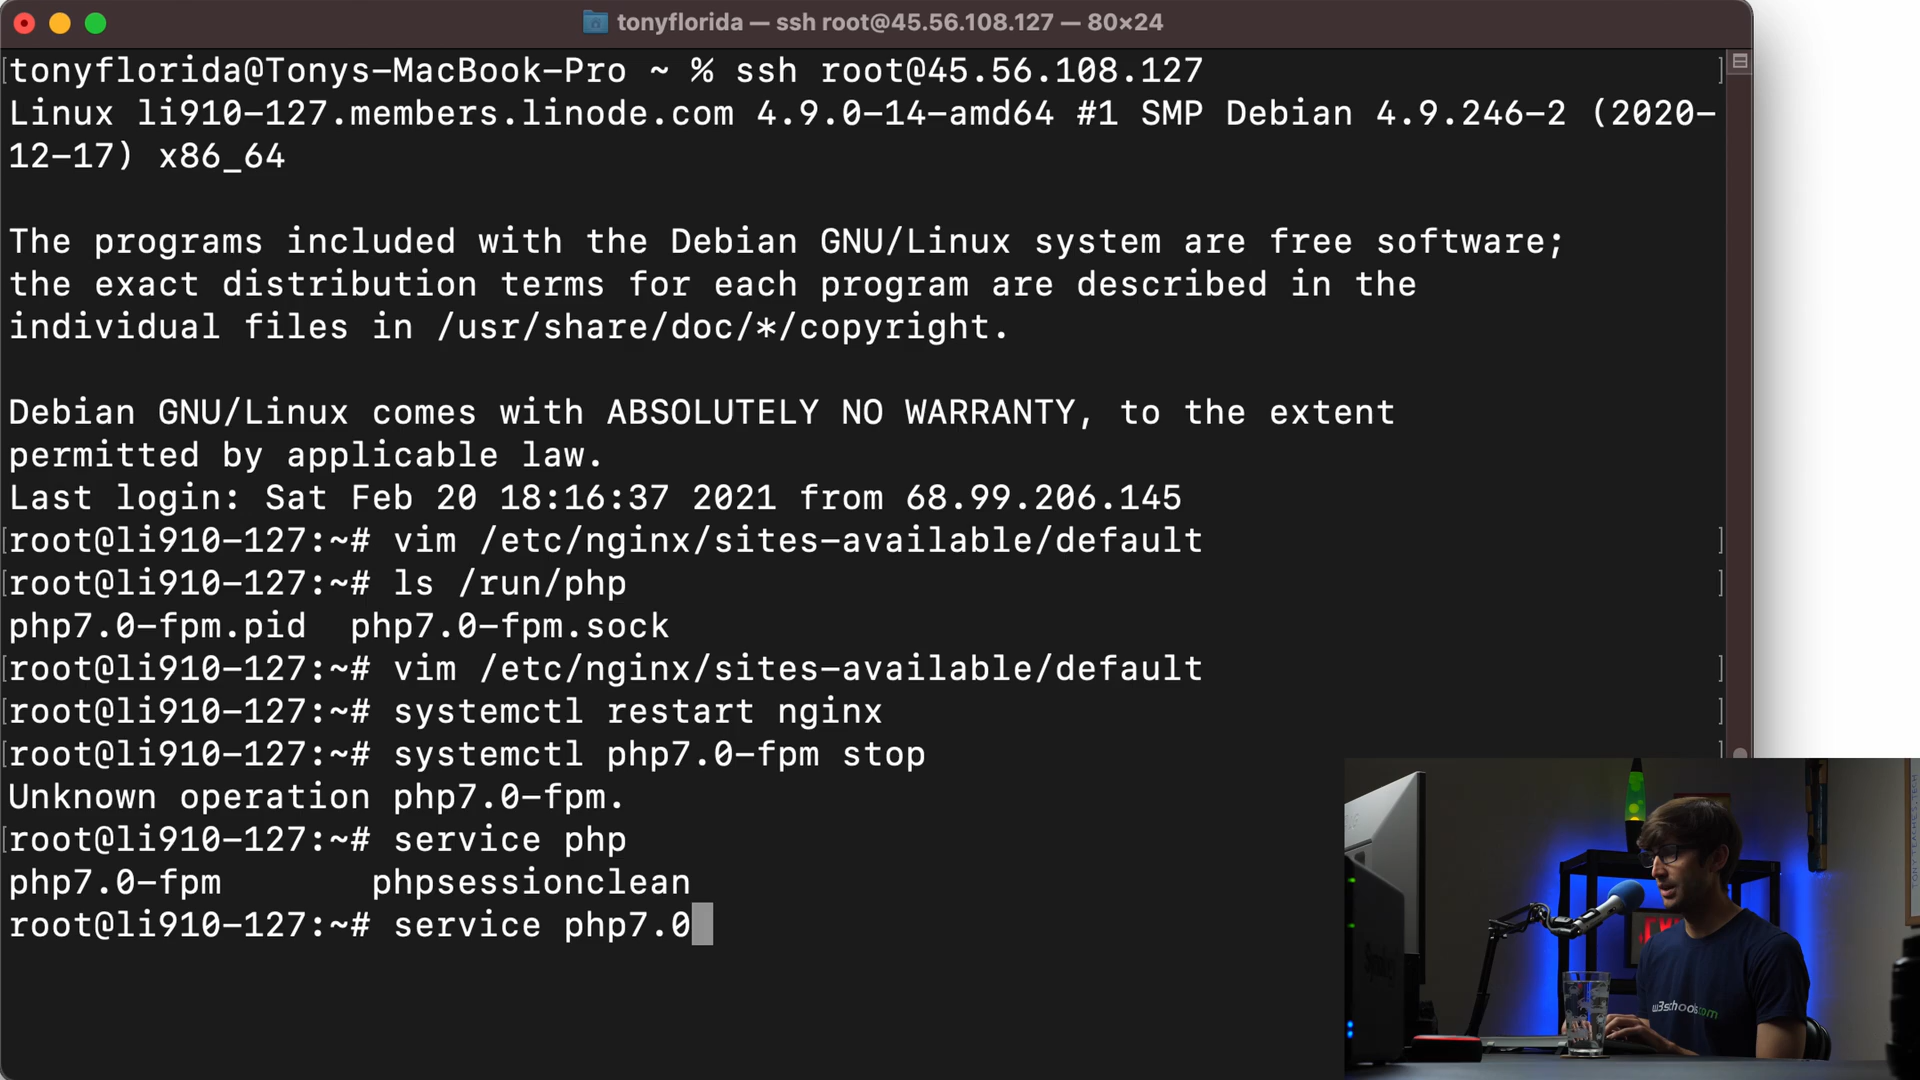 tonyflorida — ssh root@45.56.108.127 — 80×24
[tonyflorida@Tonys-MacBook-Pro ~ % ssh root@45.56.108.127 ]
Linux li910-127.members.linode.com 4.9.0-14-amd64 #1 SMP Debian 4.9.246-2 (2020-
12-17) x86_64
The programs included with the Debian GNU/Linux system are free software;
the exact distribution terms for each program are described in the
individual files in /usr/share/doc/*/copyright.
Debian GNU/Linux comes with ABSOLUTELY NO WARRANTY, to the extent
permitted by applicable law.
Last login: Sat Feb 20 18:16:37 2021 from 68.99.206.145
[root@li910-127:~# vim /etc/nginx/sites-available/default ]
[root@li910-127:~# ls /run/php ]
php7.0-fpm.pid php7.0-fpm.sock
[root@li910-127:~# vim /etc/nginx/sites-available/default ]
[root@li910-127:~# systemctl restart nginx ]
[root@li910-127:~# systemctl php7.0-fpm stop ]
Unknown operation php7.0-fpm.
[root@li910-127:~# service php
php7.0-fpm phpsessionclean
root@li910-127:~# service php7.0
w3schools.com